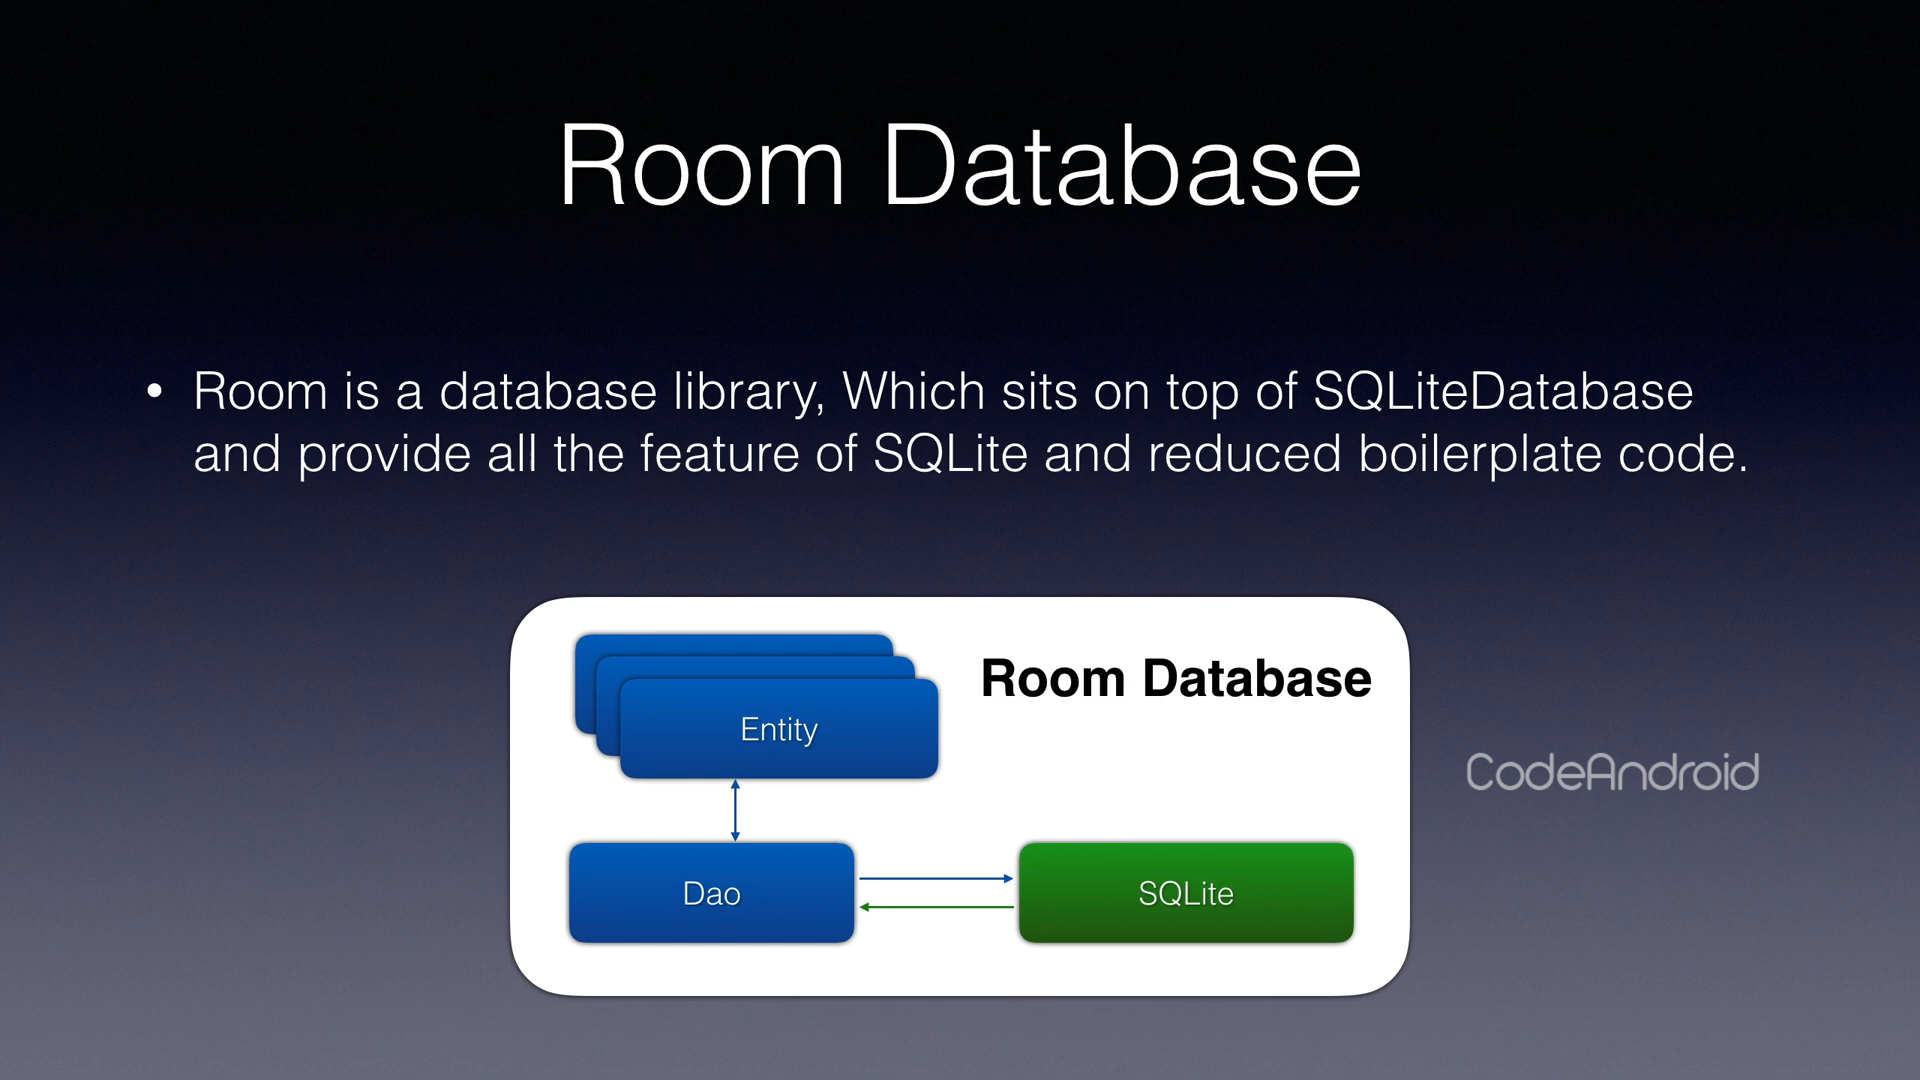 Room Database
• Room is a database library, Which sits on top of SQLiteDatabase
and provide all the feature of SQLite and reduced boilerplate code.
Room Database
Entity
CodeAndroid
Dao
SQLite